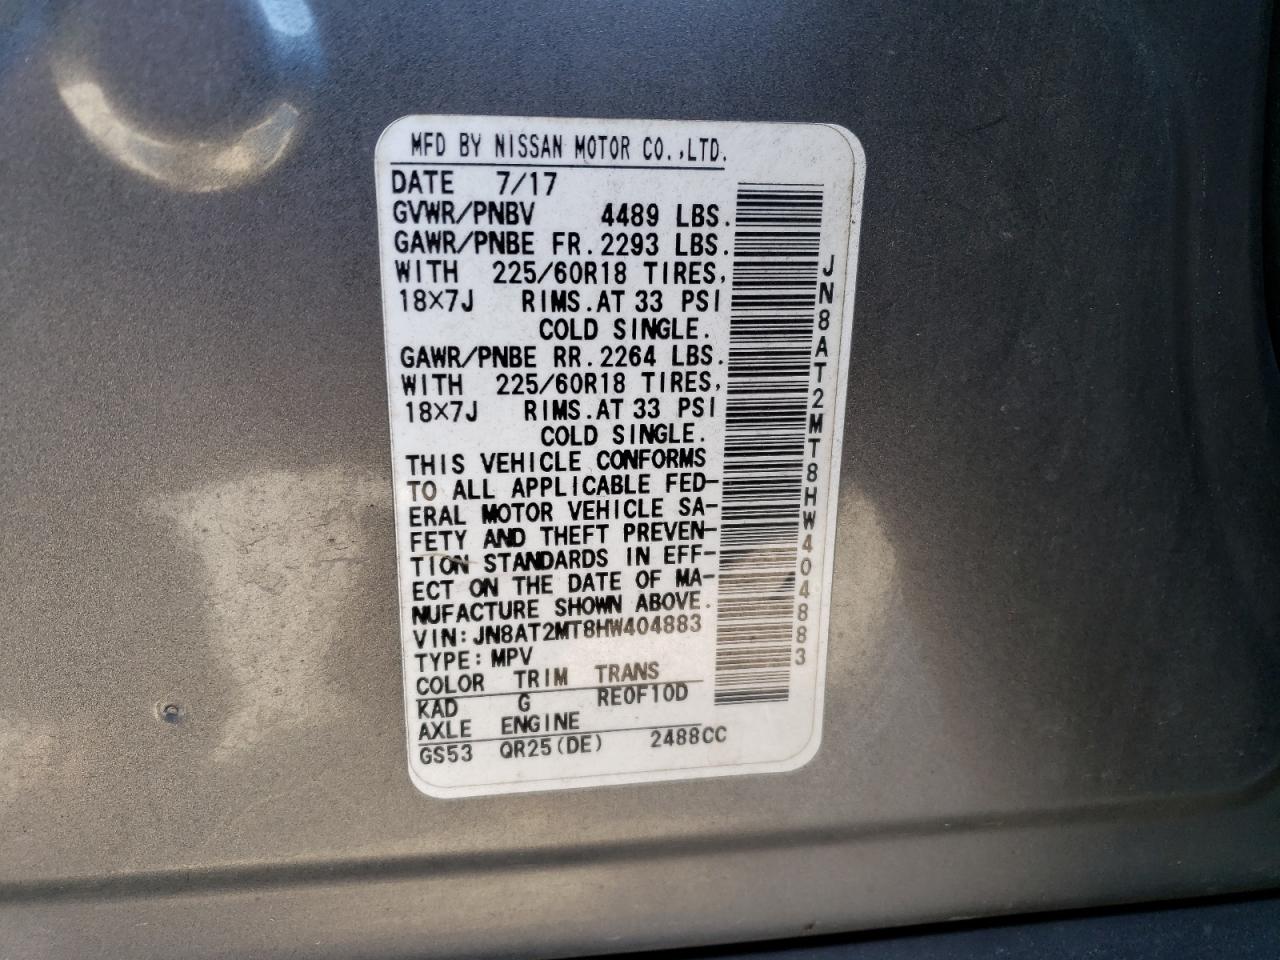 MFD BY NISSAN MOTOR CO.,LTD.
DATE 7/17
GVWR/PNBV 4489 LBS.
GAWR/PNBE FR.2293 LBS.
WITH 225/60R18 TIRES,
18×7J RIMS.AT 33 PSI
COLD SINGLE.
GAWR/PNBE RR.2264 LBS.
WITH 225/60R18 TIRES,
18×7J RIMS.AT 33 PSI
COLD SINGLE.
THIS VEHICLE CONFORMS
TO ALL APPLICABLE FED-
ERAL MOTOR VEHICLE SA-
FETY AND THEFT PREVEN-
TION STANDARDS IN EFF-
ECT ON THE DATE OF MA-
NUFACTURE SHOWN ABOVE.
VIN:JN8AT2MT8HW404883
TYPE:MPV
COLOR TRIM TRANS
KAD G RE0F10D
AXLE ENGINE
GS53 QR25(DE) 2488CC
JN8AT2MT8HW404883